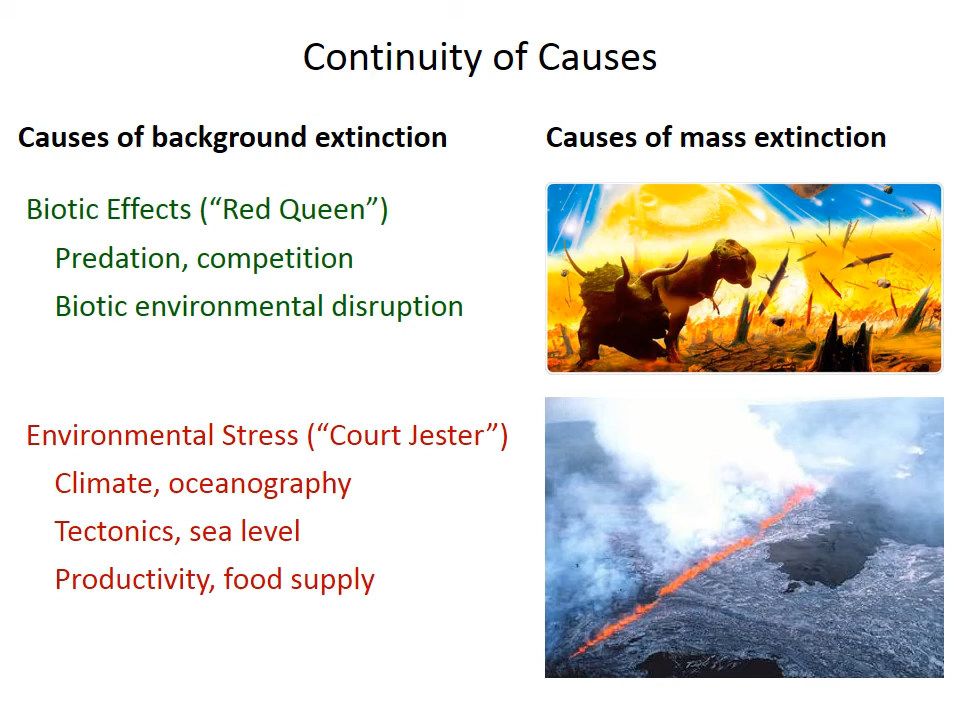 Continuity of Causes
Causes of background extinction
Biotic Effects (“Red Queen”)
Predation, competition
Biotic environmental disruption
Environmental Stress (“Court Jester”)
Climate, oceanography
Tectonics, sea level
Productivity, food supply
Causes of mass extinction